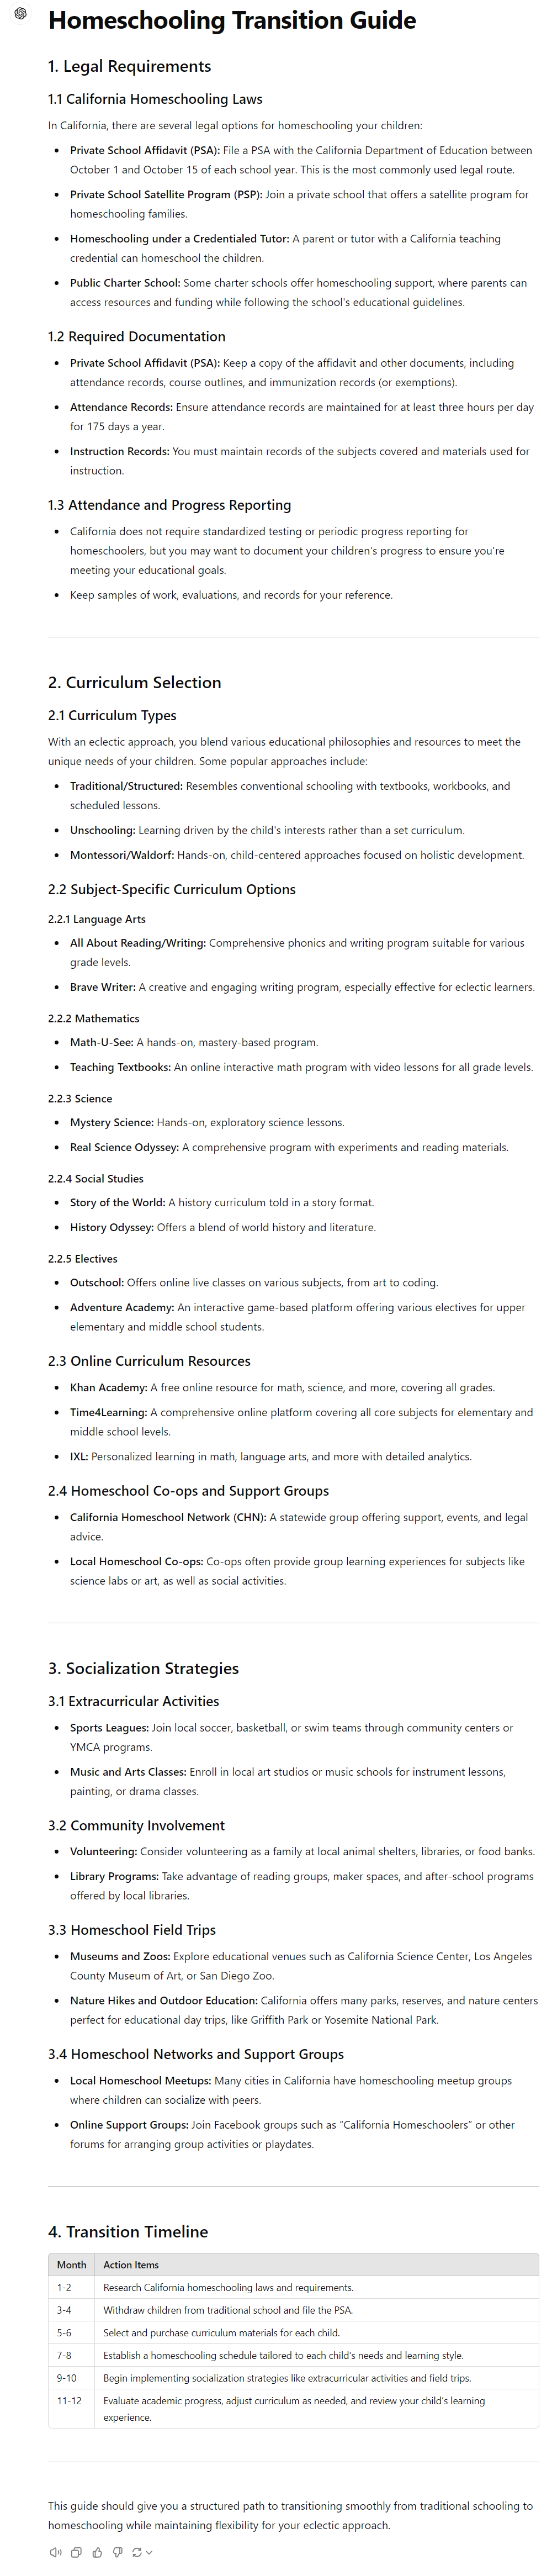 Homeschooling Transition Guide
1. Legal Requirements
1.1 California Homeschooling Laws
In California, there are several legal options for homeschooling your children:
• Private School Affidavit (PSA): File a PSA with the California Department of Education between
October 1 and October 15 of each school year. This is the most commonly used legal route.
• Private School Satellite Program (PSP): Join a private school that offers a satellite program for
homeschooling families.
• Homeschooling under a Credentialed Tutor: A parent or tutor with a California teaching
credential can homeschool the children.
• Public Charter School: Some charter schools offer homeschooling support, where parents can
access resources and funding while following the school's educational guidelines.
1.2 Required Documentation
• Private School Affidavit (PSA): Keep a copy of the affidavit and other documents, including
attendance records, course outlines, and immunization records (or exemptions).
• Attendance Records: Ensure attendance records are maintained for at least three hours per day
for 175 days a year.
• Instruction Records: You must maintain records of the subjects covered and materials used for
instruction.
1.3 Attendance and Progress Reporting
• California does not require standardized testing or periodic progress reporting for
homeschoolers, but you may want to document your children's progress to ensure you're
meeting your educational goals.
• Keep samples of work, evaluations, and records for your reference.
2. Curriculum Selection
2.1 Curriculum Types
With an eclectic approach, you blend various educational philosophies and resources to meet the
unique needs of your children. Some popular approaches include:
• Traditional/Structured: Resembles conventional schooling with textbooks, workbooks, and
scheduled lessons.
• Unschooling: Learning driven by the child's interests rather than a set curriculum.
• Montessori/Waldorf: Hands-on, child-centered approaches focused on holistic development.
2.2 Subject-Specific Curriculum Options
2.2.1 Language Arts
• All About Reading/Writing: Comprehensive phonics and writing program suitable for various
grade levels.
• Brave Writer: A creative and engaging writing program, especially effective for eclectic learners.
2.2.2 Mathematics
• Math-U-See: A hands-on, mastery-based program.
• Teaching Textbooks: An online interactive math program with video lessons for all grade levels.
2.2.3 Science
• Mystery Science: Hands-on, exploratory science lessons.
• Real Science Odyssey: A comprehensive program with experiments and reading materials.
2.2.4 Social Studies
• Story of the World: A history curriculum told in a story format.
• History Odyssey: Offers a blend of world history and literature.
2.2.5 Electives
• Outschool: Offers online live classes on various subjects, from art to coding.
• Adventure Academy: An interactive game-based platform offering various electives for upper
elementary and middle school students.
2.3 Online Curriculum Resources
• Khan Academy: A free online resource for math, science, and more, covering all grades.
• Time4Learning: A comprehensive online platform covering all core subjects for elementary and
middle school levels.
• IXL: Personalized learning in math, language arts, and more with detailed analytics.
2.4 Homeschool Co-ops and Support Groups
• California Homeschool Network (CHN): A statewide group offering support, events, and legal
advice.
• Local Homeschool Co-ops: Co-ops often provide group learning experiences for subjects like
science labs or art, as well as social activities.
3. Socialization Strategies
3.1 Extracurricular Activities
• Sports Leagues: Join local soccer, basketball, or swim teams through community centers or
YMCA programs.
• Music and Arts Classes: Enroll in local art studios or music schools for instrument lessons,
painting, or drama classes.
3.2 Community Involvement
• Volunteering: Consider volunteering as a family at local animal shelters, libraries, or food banks.
• Library Programs: Take advantage of reading groups, maker spaces, and after-school programs
offered by local libraries.
3.3 Homeschool Field Trips
• Museums and Zoos: Explore educational venues such as California Science Center, Los Angeles
County Museum of Art, or San Diego Zoo.
• Nature Hikes and Outdoor Education: California offers many parks, reserves, and nature centers
perfect for educational day trips, like Griffith Park or Yosemite National Park.
3.4 Homeschool Networks and Support Groups
• Local Homeschool Meetups: Many cities in California have homeschooling meetup groups
where children can socialize with peers.
• Online Support Groups: Join Facebook groups such as “California Homeschoolers” or other
forums for arranging group activities or playdates.
4. Transition Timeline
Month Action Items
1-2 Research California homeschooling laws and requirements.
3-4 Withdraw children from traditional school and file the PSA.
5-6 Select and purchase curriculum materials for each child.
7-8 Establish a homeschooling schedule tailored to each child's needs and learning style.
9-10 Begin implementing socialization strategies like extracurricular activities and field trips.
11-12 Evaluate academic progress, adjust curriculum as needed, and review your child's learning
experience.
This guide should give you a structured path to transitioning smoothly from traditional schooling to
homeschooling while maintaining flexibility for your eclectic approach.